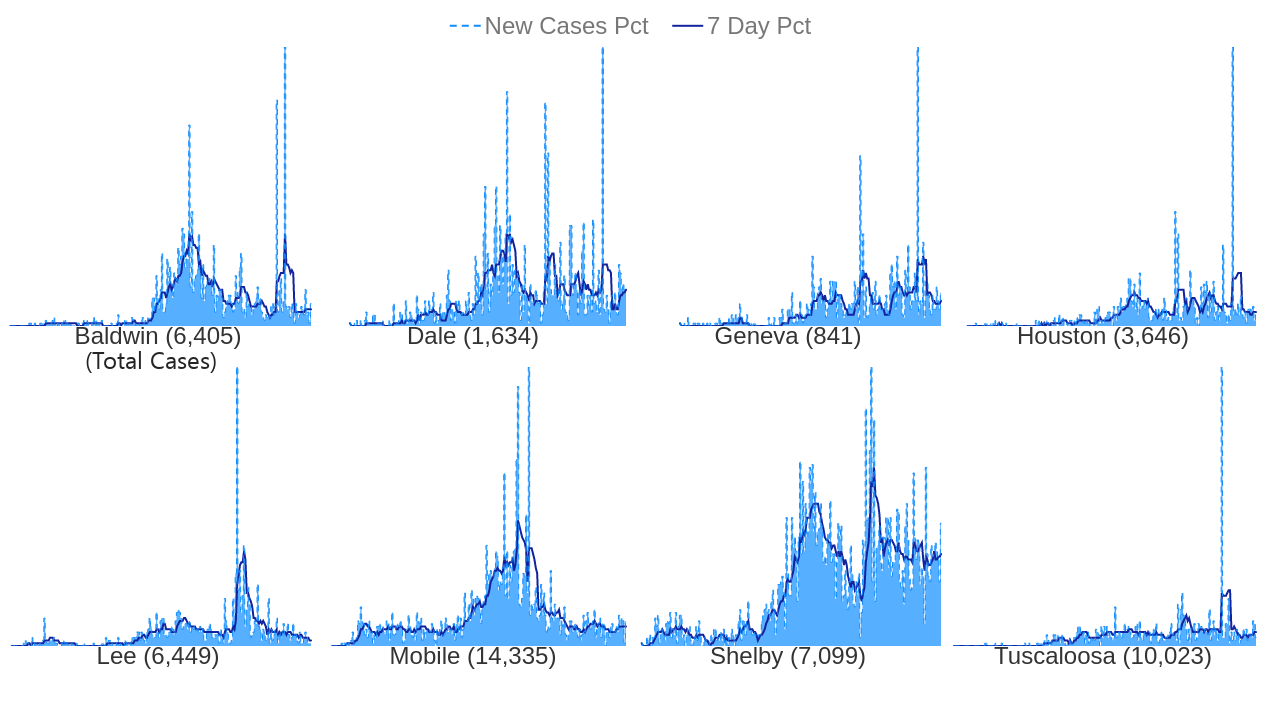 New Cases Pct 7 Day Pct
Baldwin (6,405) Dale (1,634) Geneva (841) Houston (3,646)
(Total Cases)
Lee (6,449) Mobile (14,335) Shelby (7,099) Tuscaloosa (10,023)